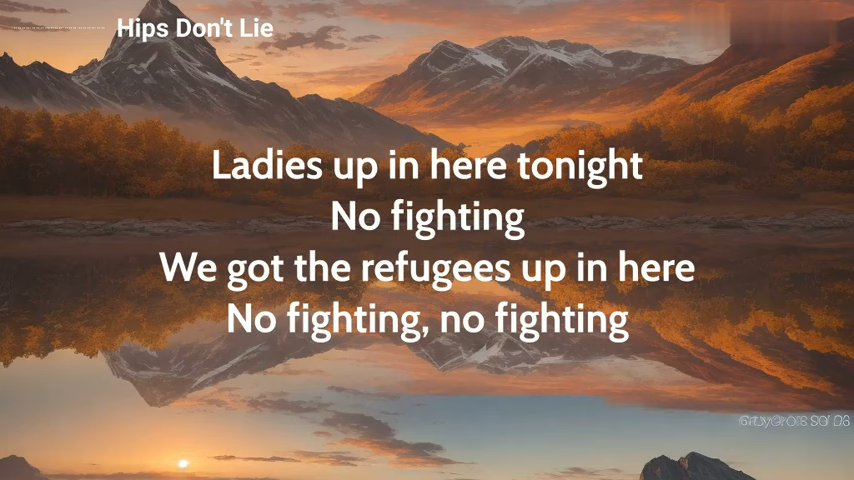 Hips Don't Lie
Ladies up in here tonight
No fighting
We got the refugees up in here
No fighting, no fighting